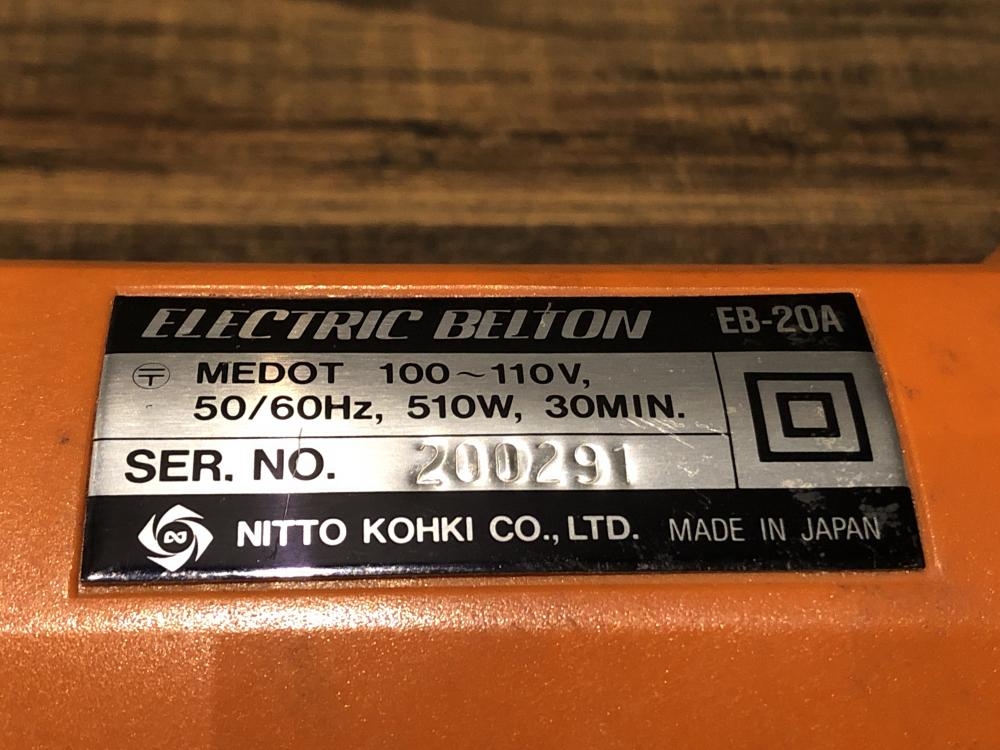 ELECTRIC BELTON EB-20A
〒 MEDOT 100~110V,
50/60Hz, 510W, 30MIN.
SER. NO. 200291
NITTO KOHKI CO., LTD. MADE IN JAPAN